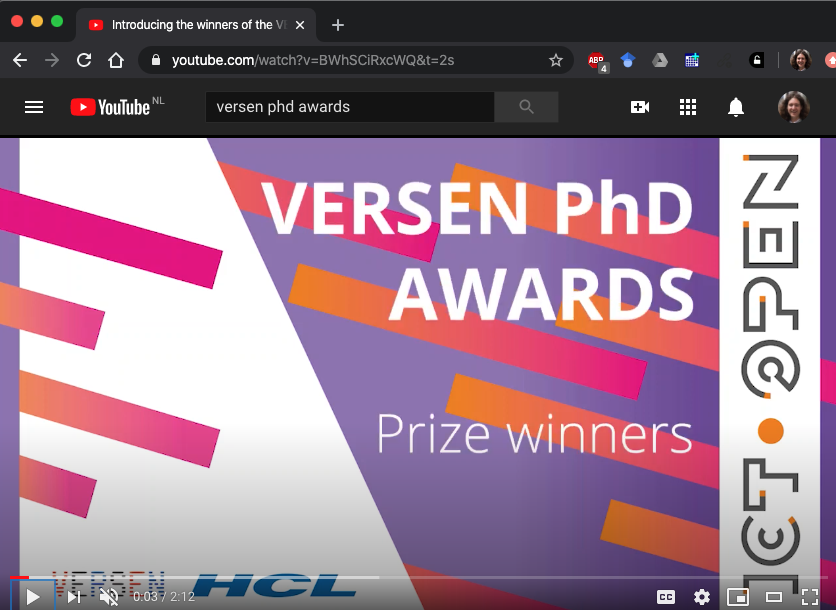 Introducing the winners of the VE
youtube.com/watch?v=BWhSCiRxcWQ&t=2s
ABP
4
YouTube NL
versen phd awards
VERSEN PhD
AWARDS
Prize winners
ICT.OPEN
VERSEN
HCL
0:03 / 2:12
CC